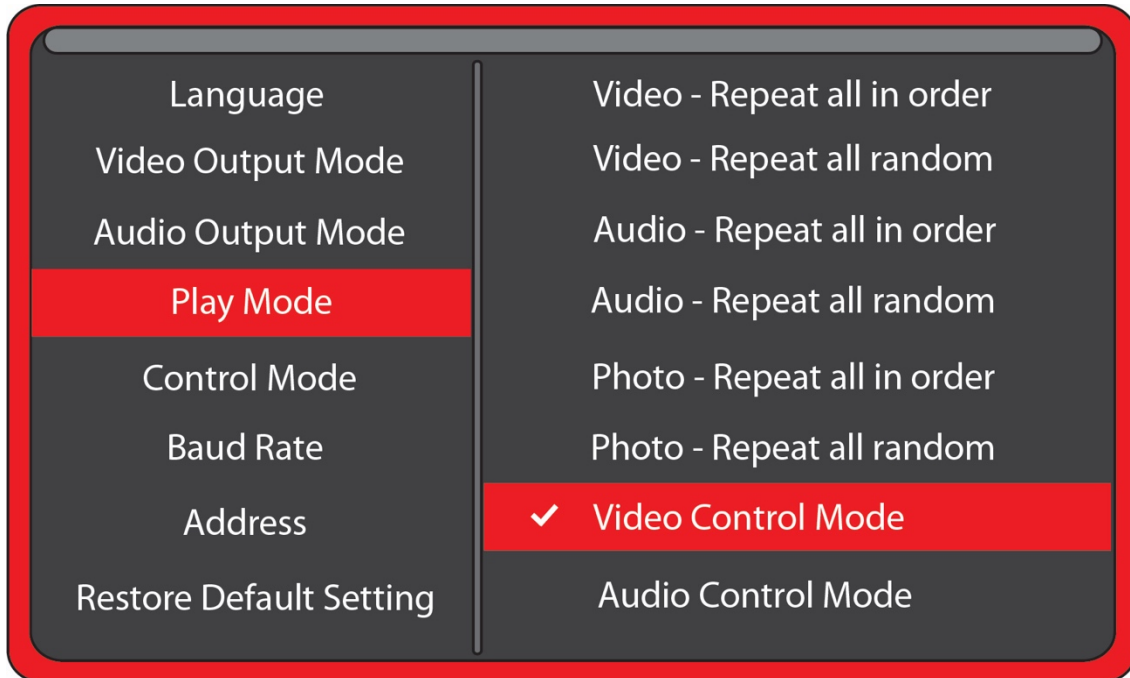 Language
Video Output Mode
Audio Output Mode
Play Mode
Control Mode
Baud Rate
Address
Restore Default Setting
Video - Repeat all in order
Video - Repeat all random
Audio - Repeat all in order
Audio - Repeat all random
Photo - Repeat all in order
Photo - Repeat all random
Video Control Mode
Audio Control Mode